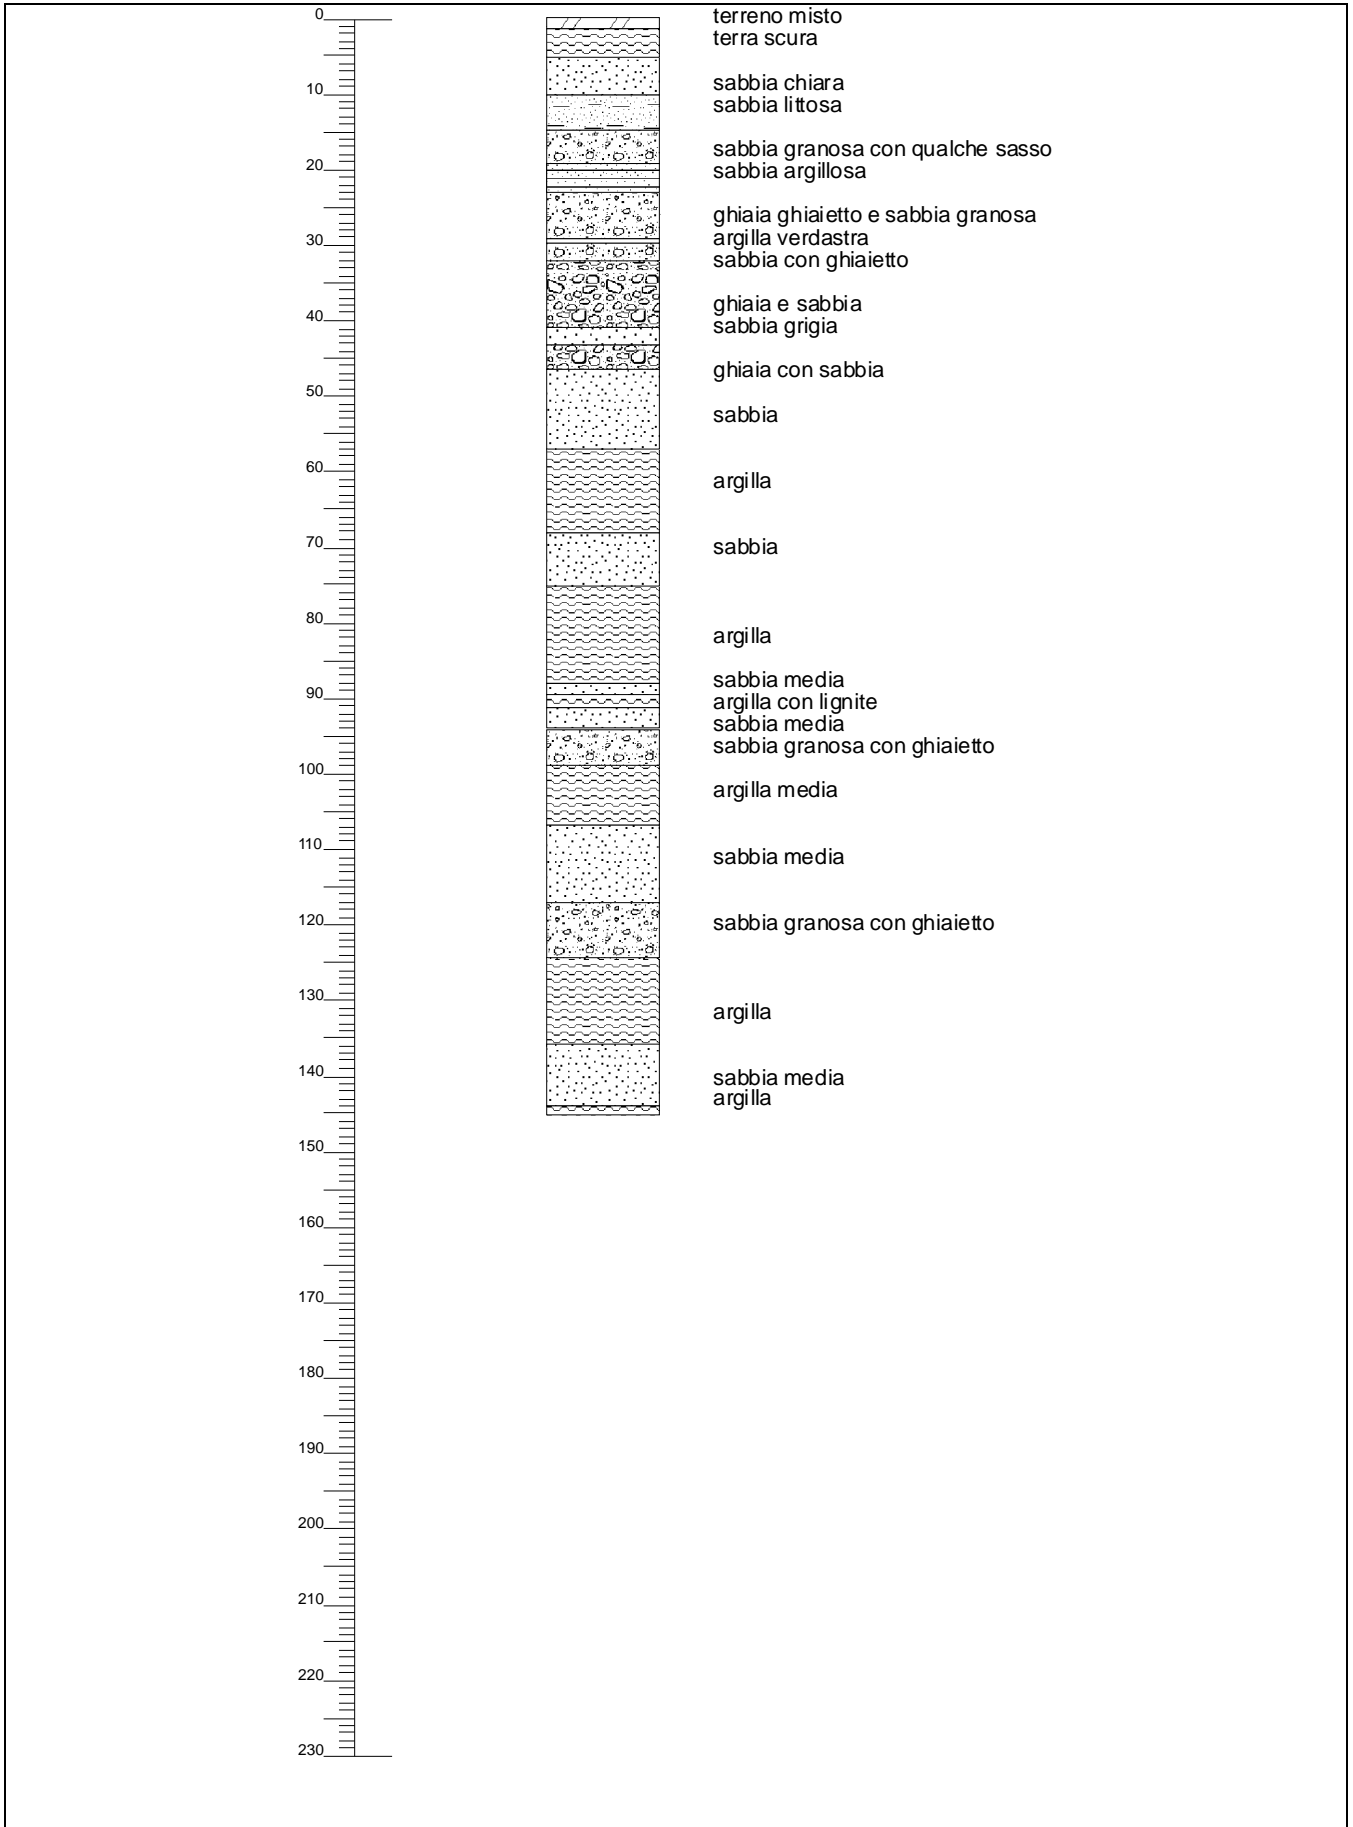 0
terreno misto
terra scura
sabbia chiara
10
sabbia littosa
sabbia granosa con qualche sasso
20
sabbia argillosa
ghiaia ghiaietto e sabbia granosa
30
argilla verdastra
sabbia con ghiaietto
ghiaia e sabbia
40
sabbia grigia
ghiaia con sabbia
50
sabbia
60
argilla
70
sabbia
80
argilla
sabbia media
90
argilla con lignite
sabbia media
sabbia granosa con ghiaietto
100
argilla media
110
sabbia media
120
sabbia granosa con ghiaietto
130
argilla
140
sabbia media
argilla
150
160
170
180
190
200
210
220
230